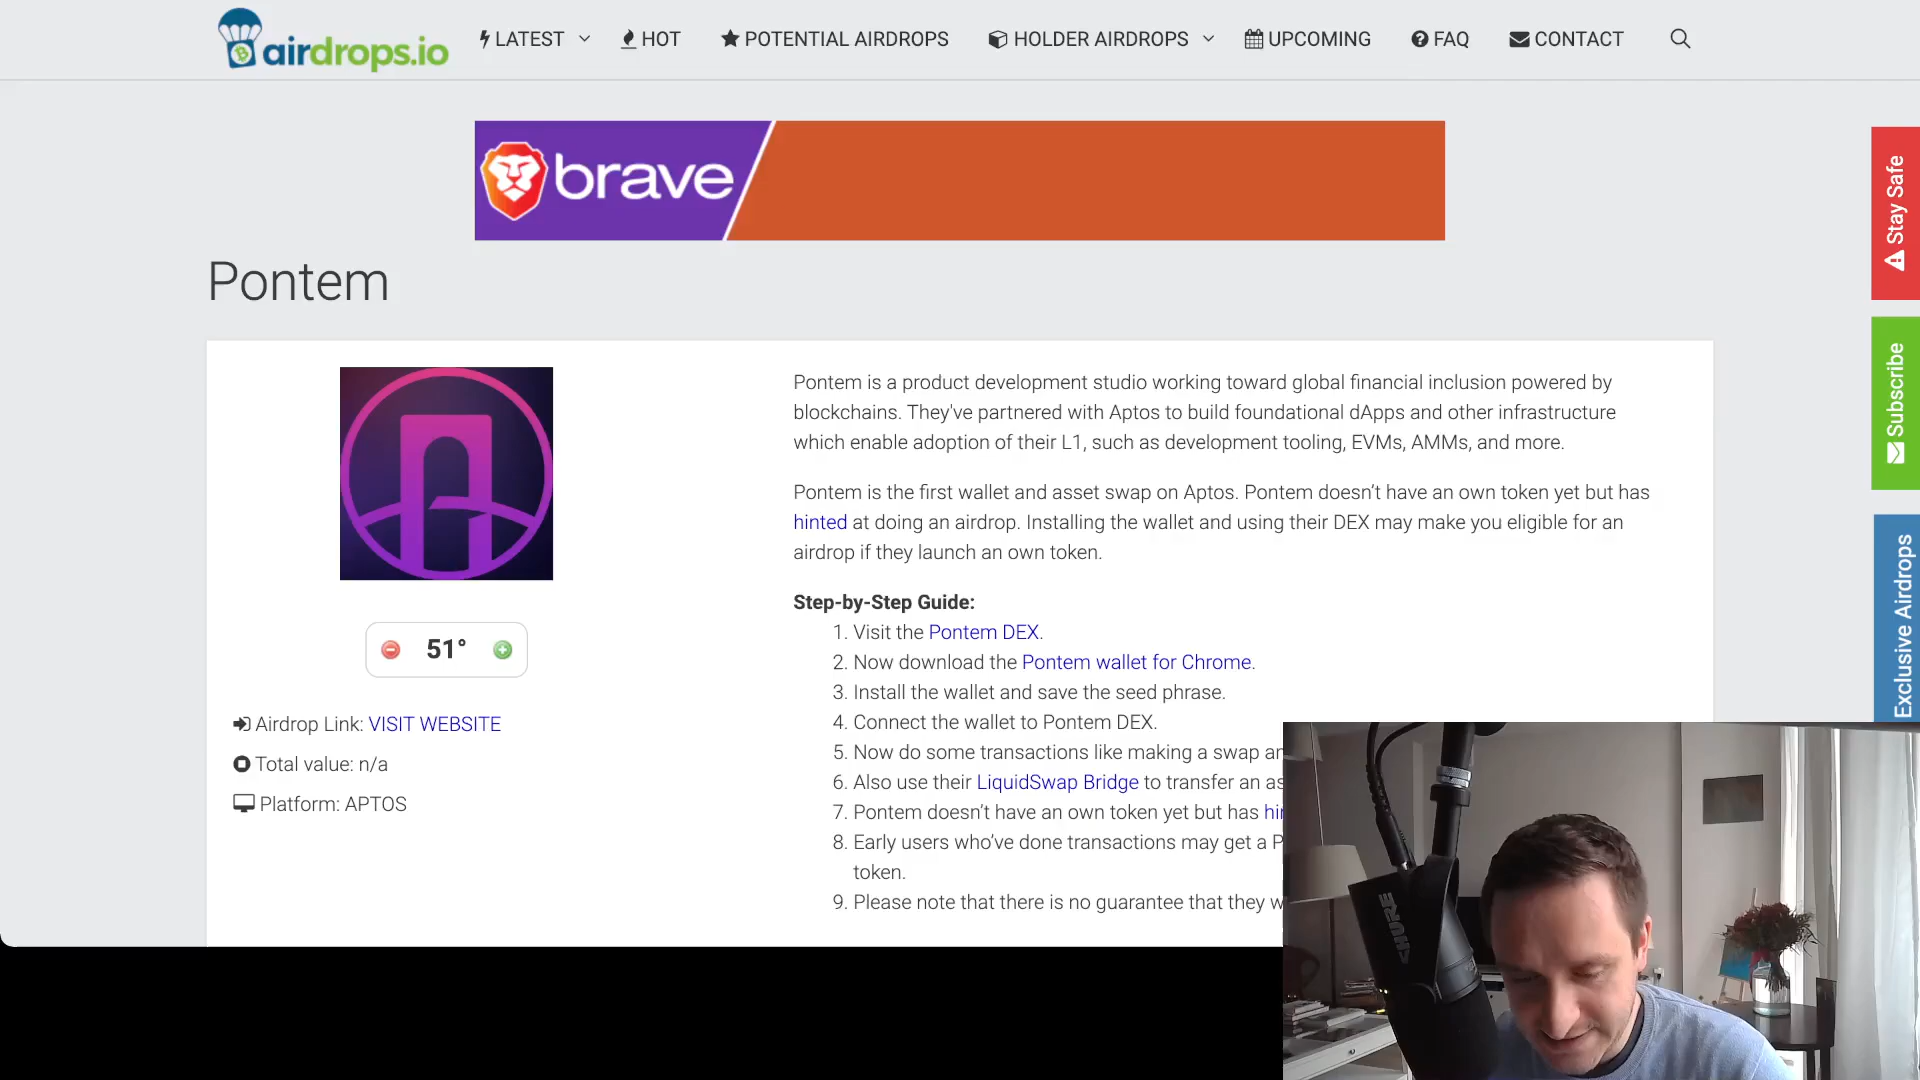 airdrops.io
LATEST
HOT
POTENTIAL AIRDROPS
HOLDER AIRDROPS
UPCOMING
FAQ
CONTACT
brave
Stay Safe
Subscribe
Exclusive Airdrops
Pontem
Pontem is a product development studio working toward global financial inclusion powered by
blockchains. They've partnered with Aptos to build foundational dApps and other infrastructure
which enable adoption of their L1, such as development tooling, EVMs, AMMs, and more.
Pontem is the first wallet and asset swap on Aptos. Pontem doesn’t have an own token yet but has
hinted at doing an airdrop. Installing the wallet and using their DEX may make you eligible for an
airdrop if they launch an own token.
Step-by-Step Guide:
1. Visit the Pontem DEX.
2. Now download the Pontem wallet for Chrome.
3. Install the wallet and save the seed phrase.
4. Connect the wallet to Pontem DEX.
5. Now do some transactions like making a swap
6. Also use their LiquidSwap Bridge to transfer an
7. Pontem doesn’t have an own token yet but has
8. Early users who’ve done transactions may get a
token.
9. Please note that there is no guarantee that they
51°
Airdrop Link: VISIT WEBSITE
Total value: n/a
Platform: APTOS
SHURE